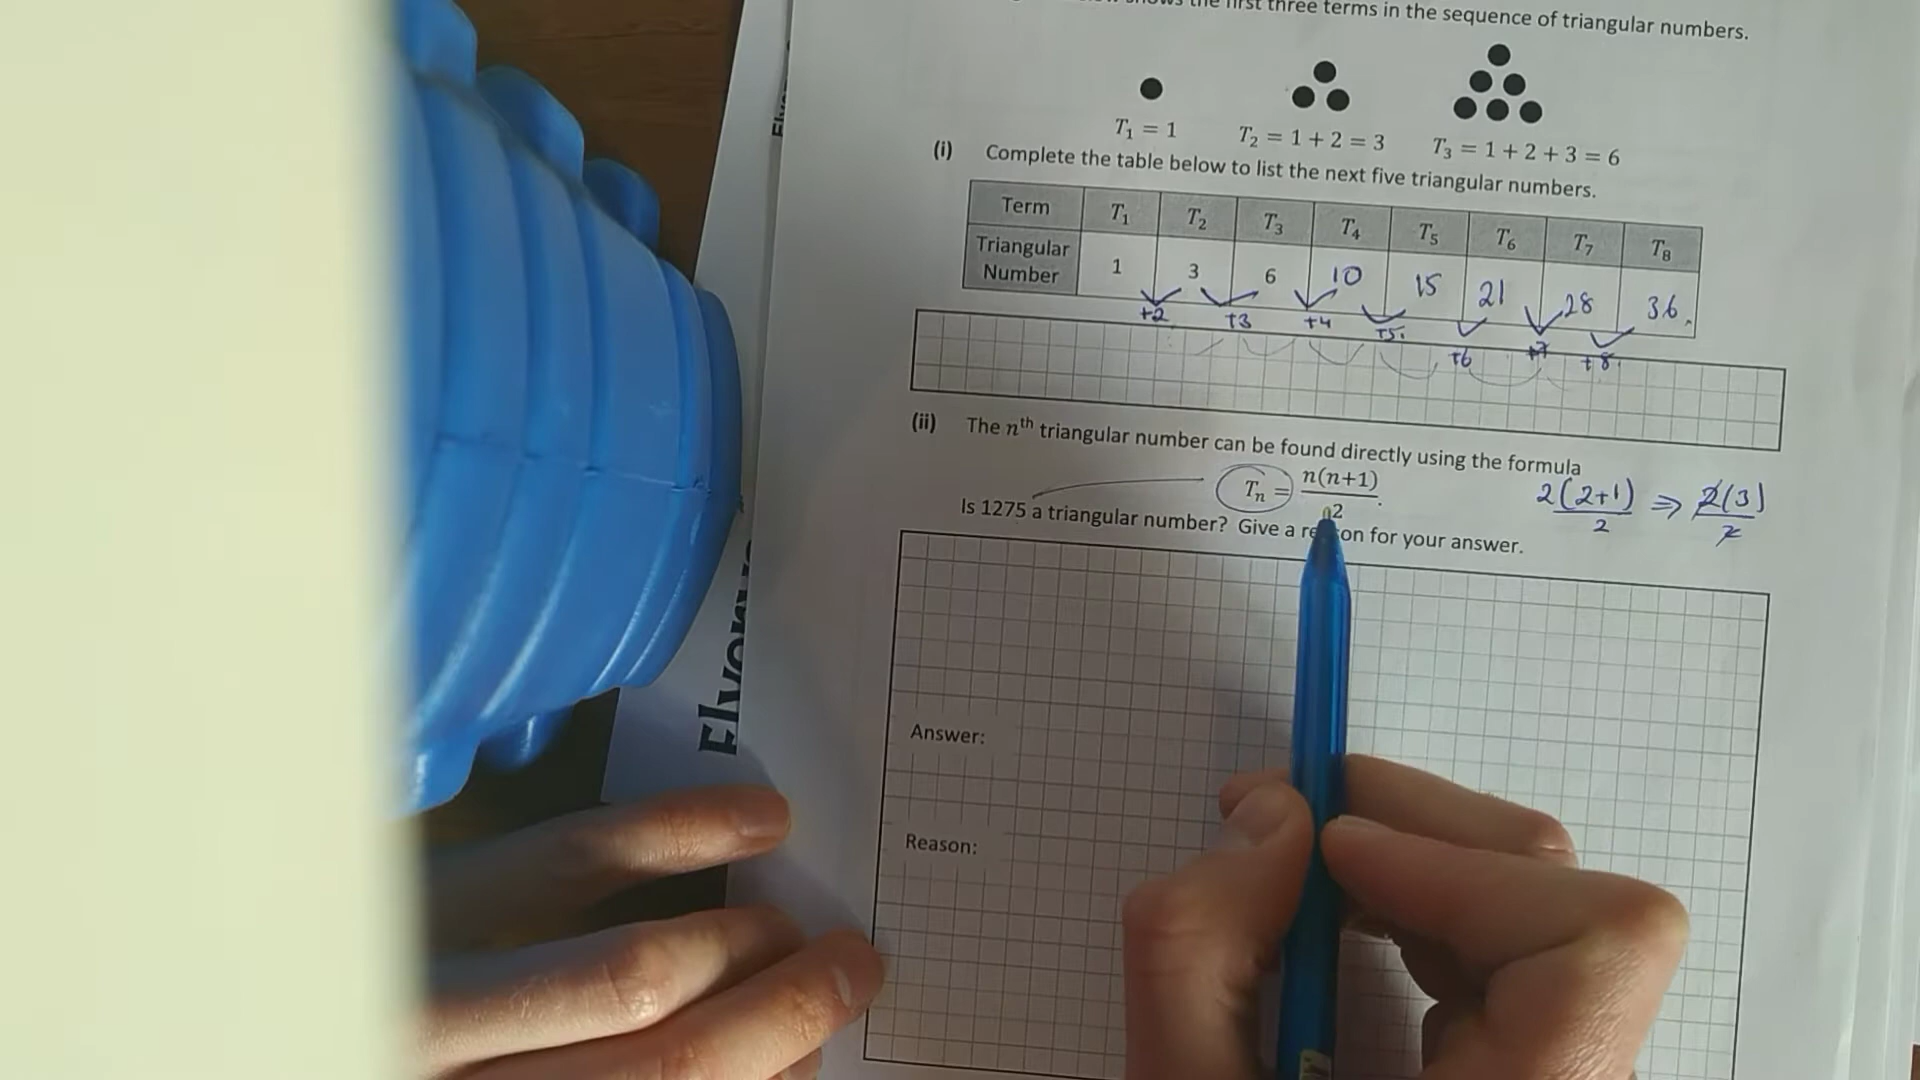 the first three terms in the sequence of triangular numbers.
T₁ = 1
T₂ = 1 + 2 = 3
T₃ = 1 + 2 + 3 = 6
(i) Complete the table below to list the next five triangular numbers.
Term T₁ T₂ T₃ T₄ T₅ T₆ T₇ T₈
Triangular Number 1 3 6 10 15 21 28 36
+2 +3 +4 +5 +6 +7 +8
(ii) The nᵗʰ triangular number can be found directly using the formula
Tₙ = n(n+1)/2.
2(2+1)/2 ⇒ 2(3)/2
Is 1275 a triangular number? Give a reason for your answer.
Answer:
Reason: